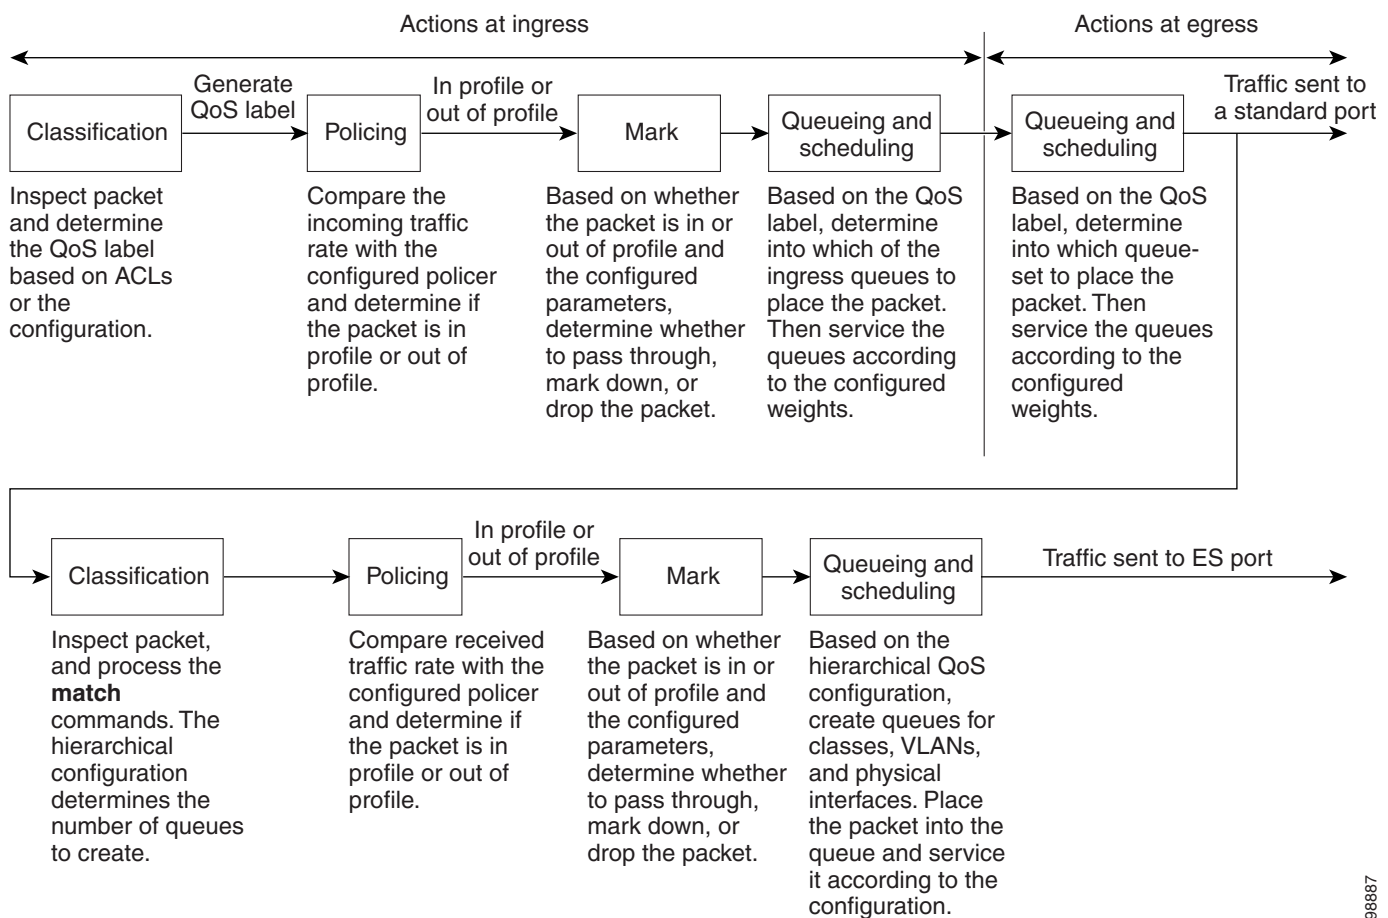 Actions at ingress
Actions at egress
Generate
QoS label
In profile or
out of profile
Traffic sent to
a standard port
Classification
Policing
Mark
Queueing and
scheduling
Queueing and
scheduling
Inspect packet
and determine
the QoS label
based on ACLs
or the
configuration.
Compare the
incoming traffic
rate with the
configured policer
and determine if
the packet is in
profile or out of
profile.
Based on whether
the packet is in or
out of profile and
the configured
parameters,
determine whether
to pass through,
mark down, or
drop the packet.
Based on the QoS
label, determine
into which of the
ingress queues to
place the packet.
Then service the
queues according
to the configured
weights.
Based on the QoS
label, determine
into which queue-
set to place the
packet. Then
service the queues
according to the
configured
weights.
In profile or
out of profile
Classification
Policing
Mark
Queueing and
scheduling
Traffic sent to ES port
Inspect packet,
and process the
match
commands. The
hierarchical
configuration
determines the
number of queues
to create.
Compare received
traffic rate with the
configured policer
and determine if
the packet is in
profile or out of
profile.
Based on whether
the packet is in or
out of profile and
the configured
parameters,
determine whether
to pass through,
mark down, or
drop the packet.
Based on the
hierarchical QoS
configuration,
create queues for
classes, VLANs,
and physical
interfaces. Place
the packet into the
queue and service
it according to the
configuration.
98887